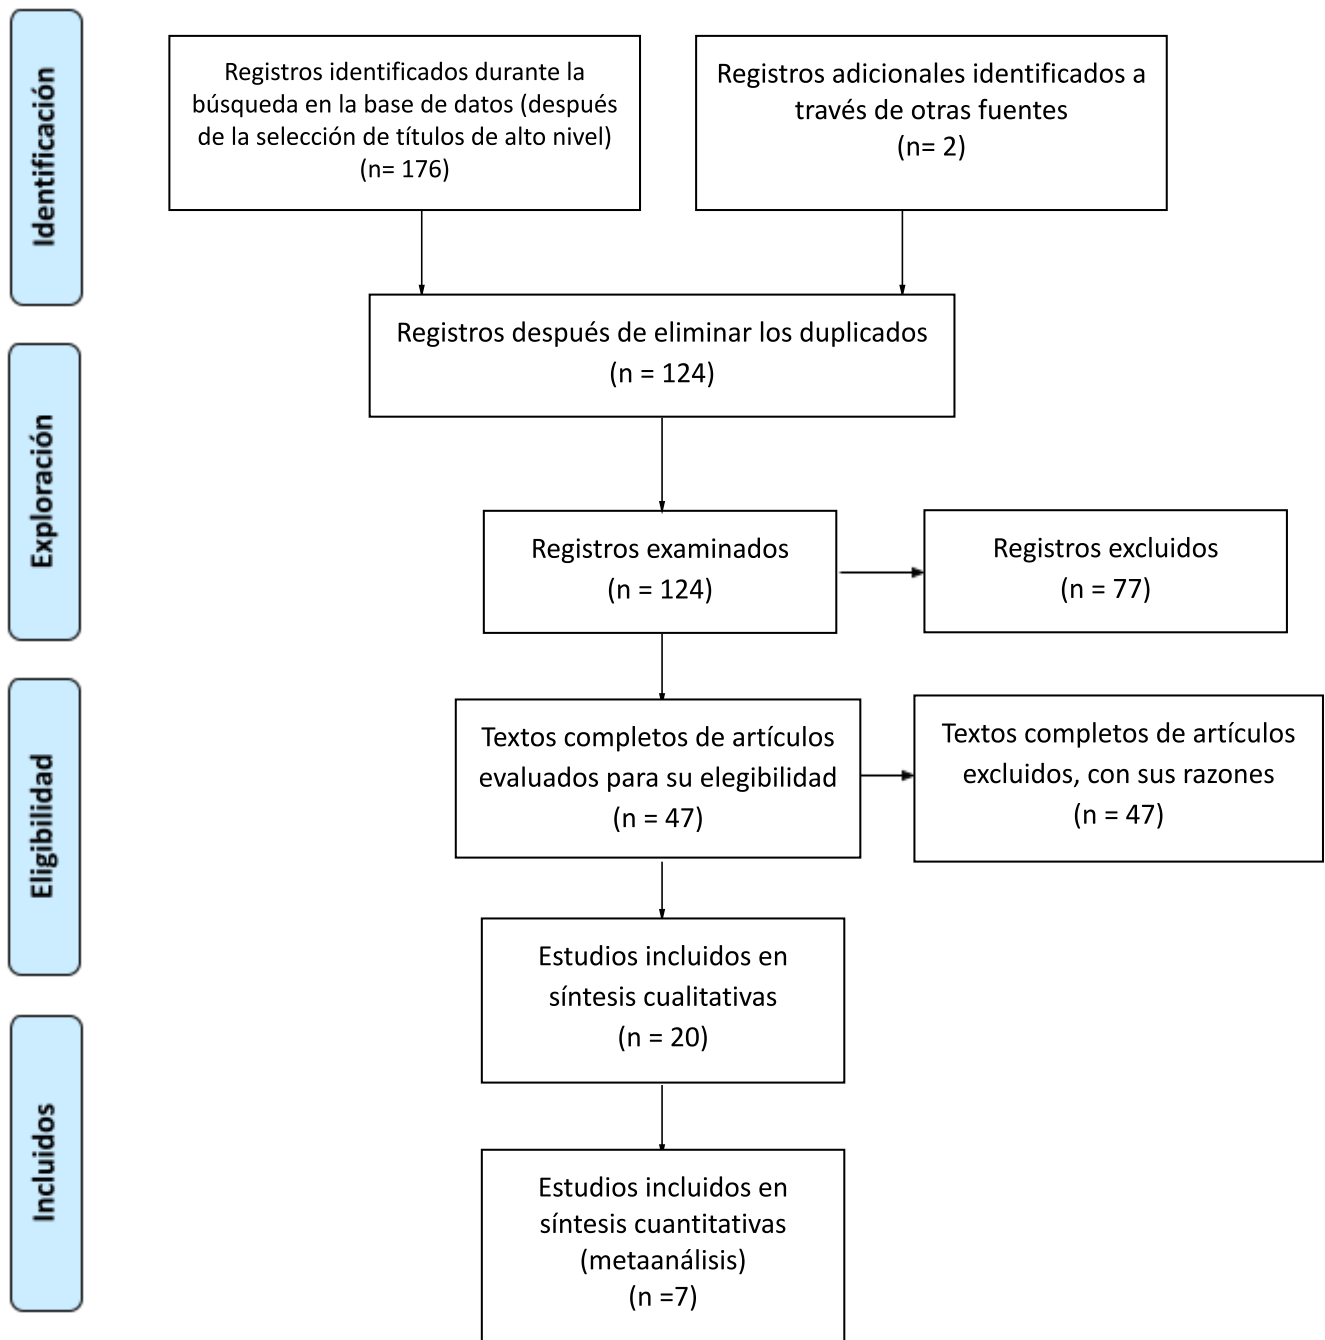 Identificación
Registros identificados durante la
búsqueda en la base de datos (después
de la selección de títulos de alto nivel)
(n= 176)
Registros adicionales identificados a
través de otras fuentes
(n= 2)
Registros después de eliminar los duplicados
(n = 124)
Exploración
Registros examinados
(n = 124)
Registros excluidos
(n = 77)
Eligibilidad
Textos completos de artículos
evaluados para su elegibilidad
(n = 47)
Textos completos de artículos
excluidos, con sus razones
(n = 47)
Estudios incluidos en
síntesis cualitativas
(n = 20)
Incluidos
Estudios incluidos en
síntesis cuantitativas
(metaanálisis)
(n =7)